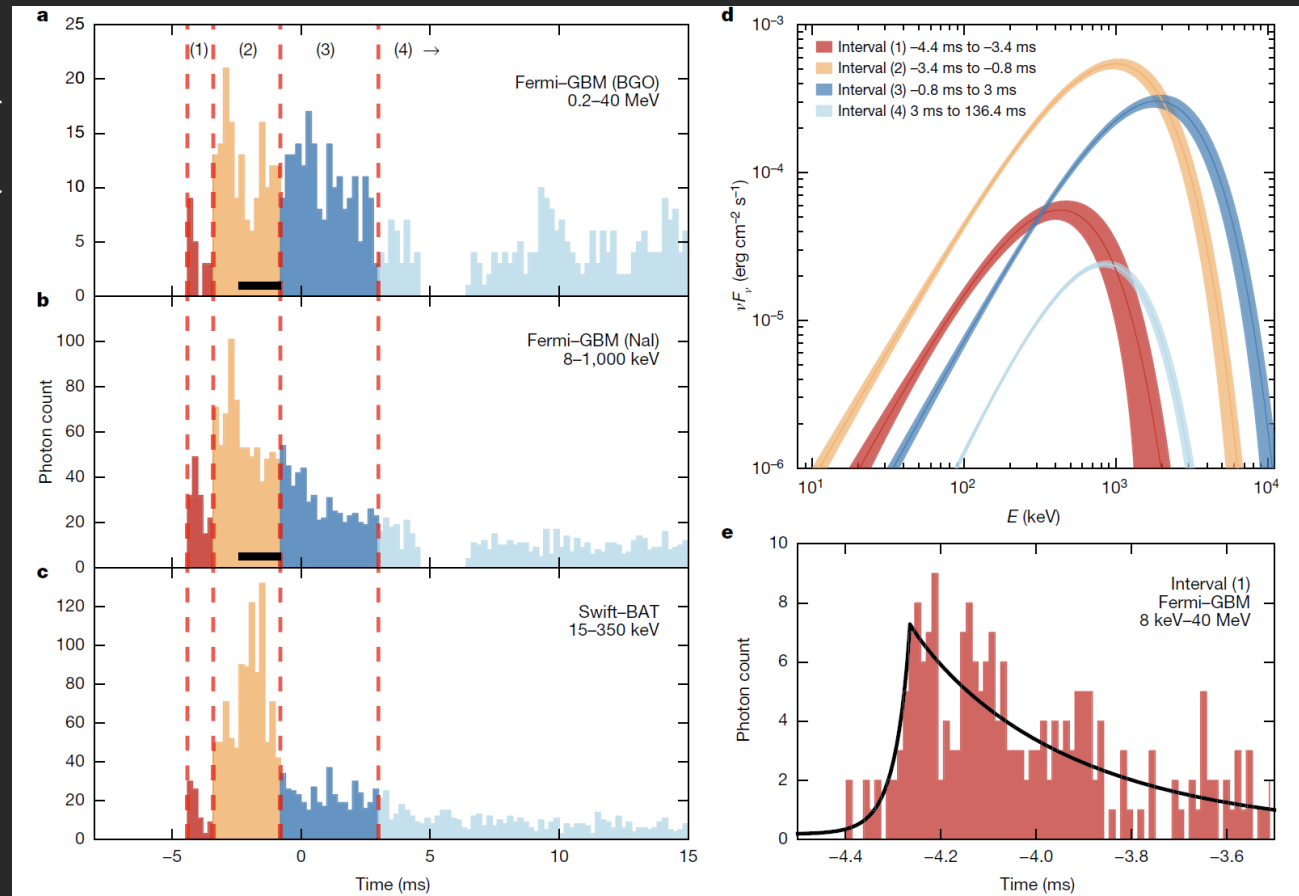 a
25
20
15
10
5
0
(1)
(2)
(3)
(4) →
Fermi–GBM (BGO)
0.2–40 MeV
b
100
80
60
40
20
0
Fermi–GBM (NaI)
8–1,000 keV
Photon count
c
120
100
80
60
40
20
0
Swift–BAT
15–350 keV
−5
0
5
10
15
Time (ms)
d
10⁻³
10⁻⁴
10⁻⁵
10⁻⁶
Interval (1) −4.4 ms to −3.4 ms
Interval (2) −3.4 ms to −0.8 ms
Interval (3) −0.8 ms to 3 ms
Interval (4) 3 ms to 136.4 ms
νFν (erg cm⁻² s⁻¹)
10¹
10²
10³
10⁴
E (keV)
e
10
8
6
4
2
0
Interval (1)
Fermi–GBM
8 keV–40 MeV
Photon count
−4.4
−4.2
−4.0
−3.8
−3.6
Time (ms)